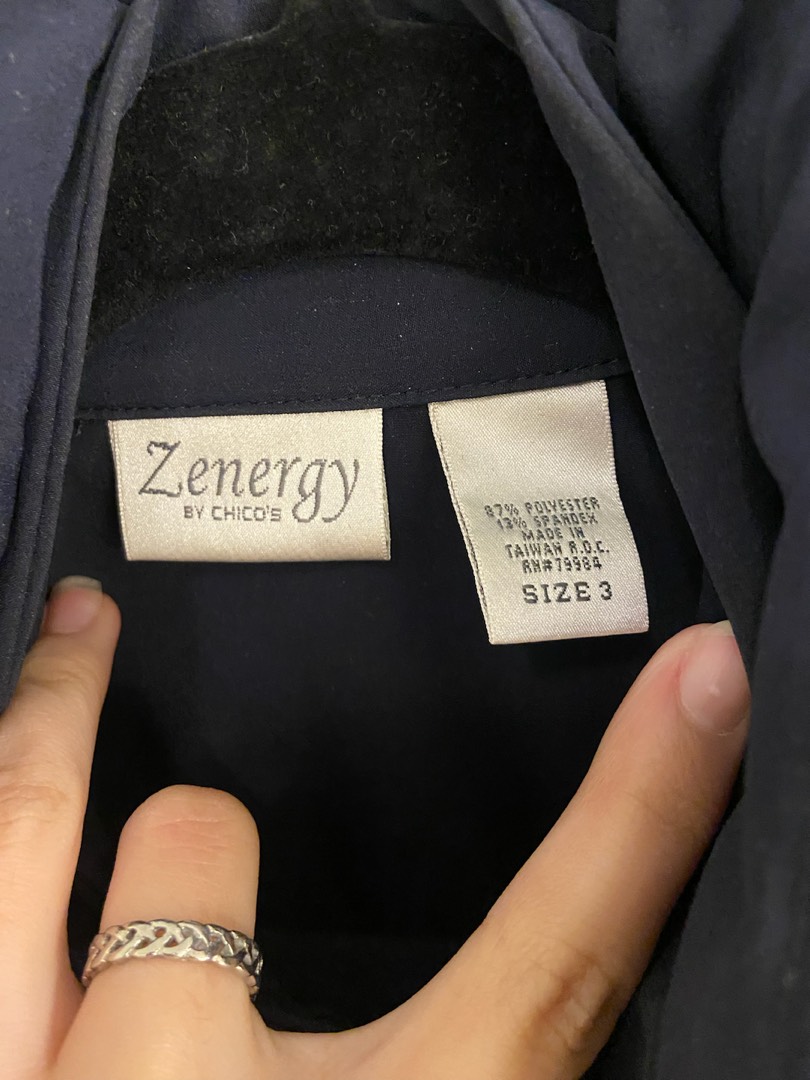 Zenergy
BY CHICO'S
87% POLYESTER
13% SPANDEX
MADE IN
TAIWAN R.O.C.
RN#79984
SIZE 3